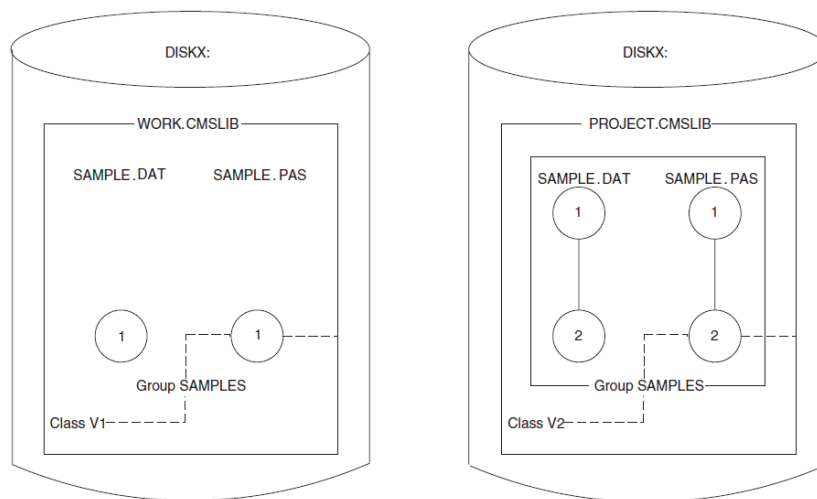 DISKX:
WORK.CMSLIB
SAMPLE.DAT SAMPLE.PAS
1 1
Group SAMPLES
Class V1
DISKX:
PROJECT.CMSLIB
SAMPLE.DAT SAMPLE.PAS
1 1
2 2
Group SAMPLES
Class V2